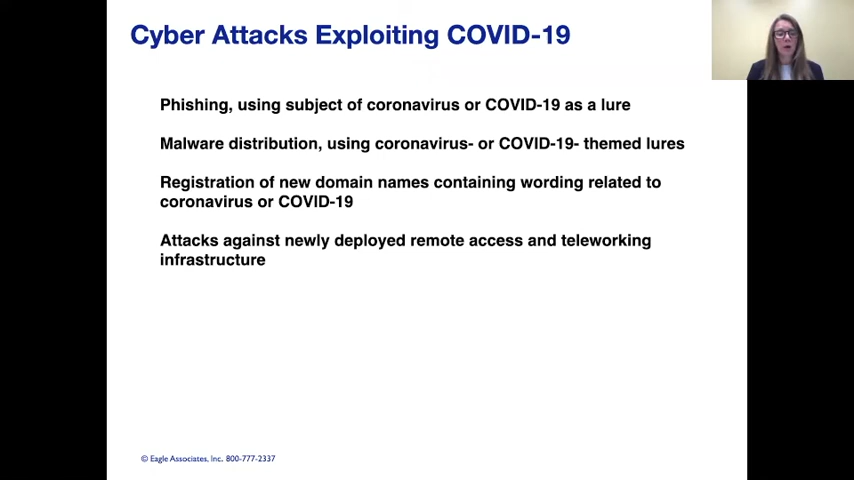 Cyber Attacks Exploiting COVID-19
Phishing, using subject of coronavirus or COVID-19 as a lure
Malware distribution, using coronavirus- or COVID-19- themed lures
Registration of new domain names containing wording related to
coronavirus or COVID-19
Attacks against newly deployed remote access and teleworking
infrastructure
© Eagle Associates, Inc. 800-777-2337